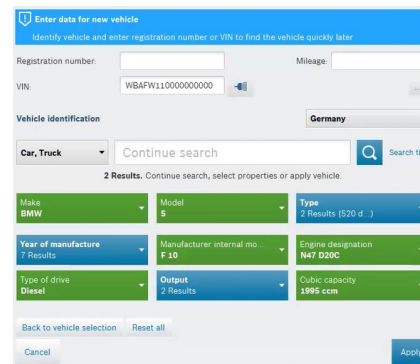 Enter data for new vehicle
Identify vehicle and enter registration number or VIN to find the vehicle quickly later
Registration number:
Mileage:
VIN:
WBAFW110000000000
...
Vehicle identification
Germany
Car, Truck
Continue search
Search ti
2 Results. Continue search, select properties or apply vehicle.
Make
BMW
Model
5
Type
2 Results (520 d...)
Year of manufacture
7 Results
Manufacturer internal mo...
F 10
Engine designation
N47 D20C
Type of drive
Diesel
Output
2 Results
Cubic capacity
1995 ccm
Back to vehicle selection
Reset all
Cancel
Apply